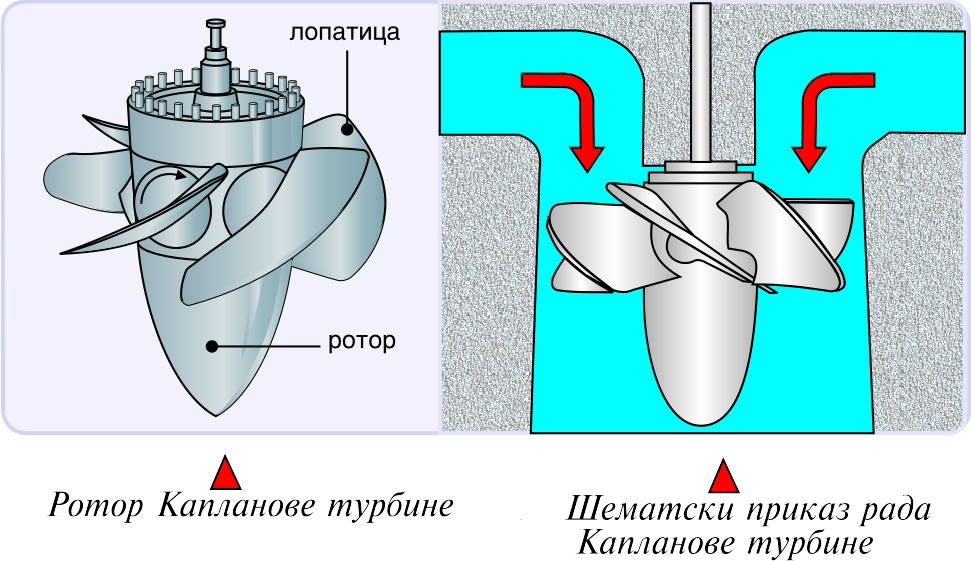 лопатица
ротор
Ротор Капланове турбине
Шематски приказ рада
Капланове турбине